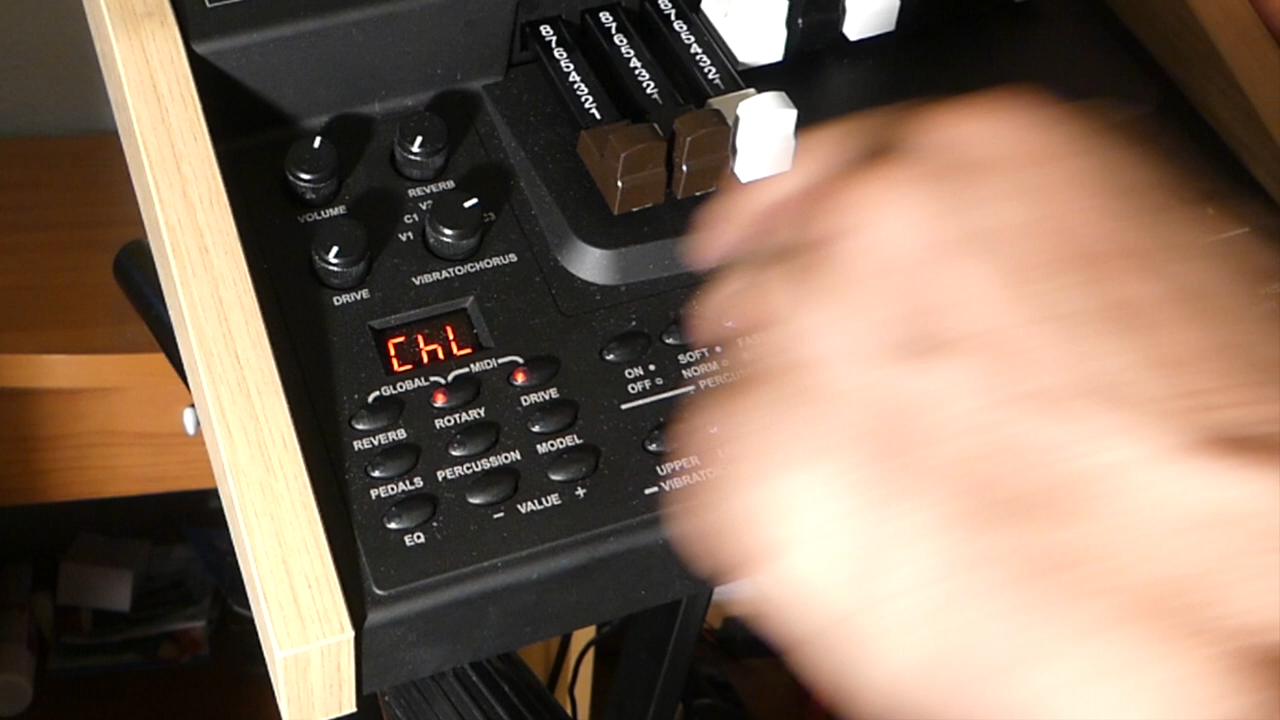 87654321
87654321
87654321
VOLUME
REVERB
V1
C1
V2
C3
DRIVE
VIBRATO/CHORUS
ChL
GLOBAL
MIDI
REVERB
ROTARY
DRIVE
PEDALS
PERCUSSION
MODEL
EQ
- VALUE +
ON
OFF
SOFT
NORM
UPPER